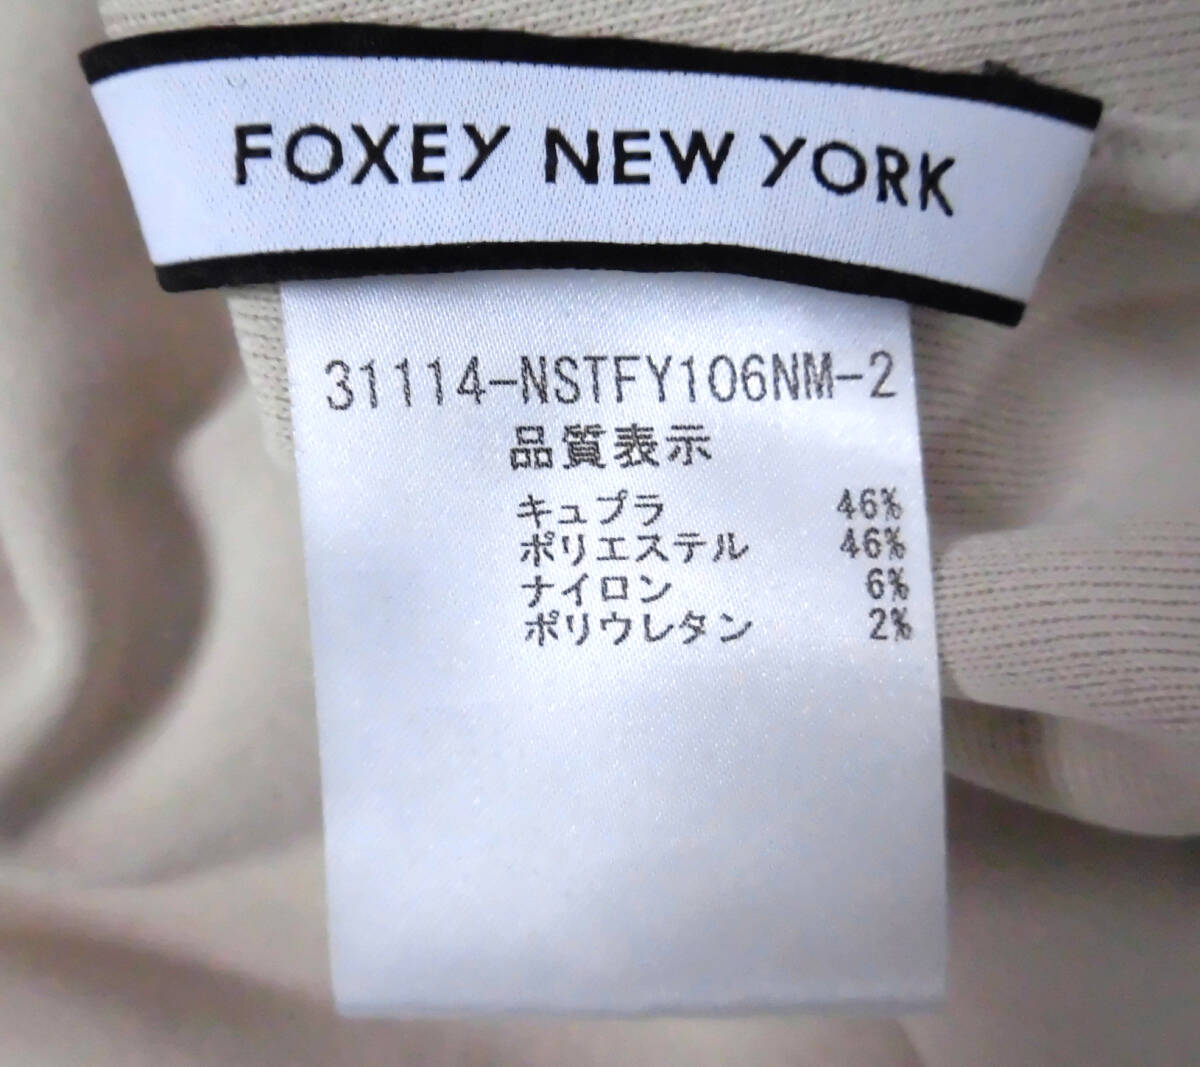 FOXEY NEW YORK
31114-NSTFY106NM-2
品質表示
キュプラ 46%
ポリエステル 46%
ナイロン 6%
ポリウレタン 2%